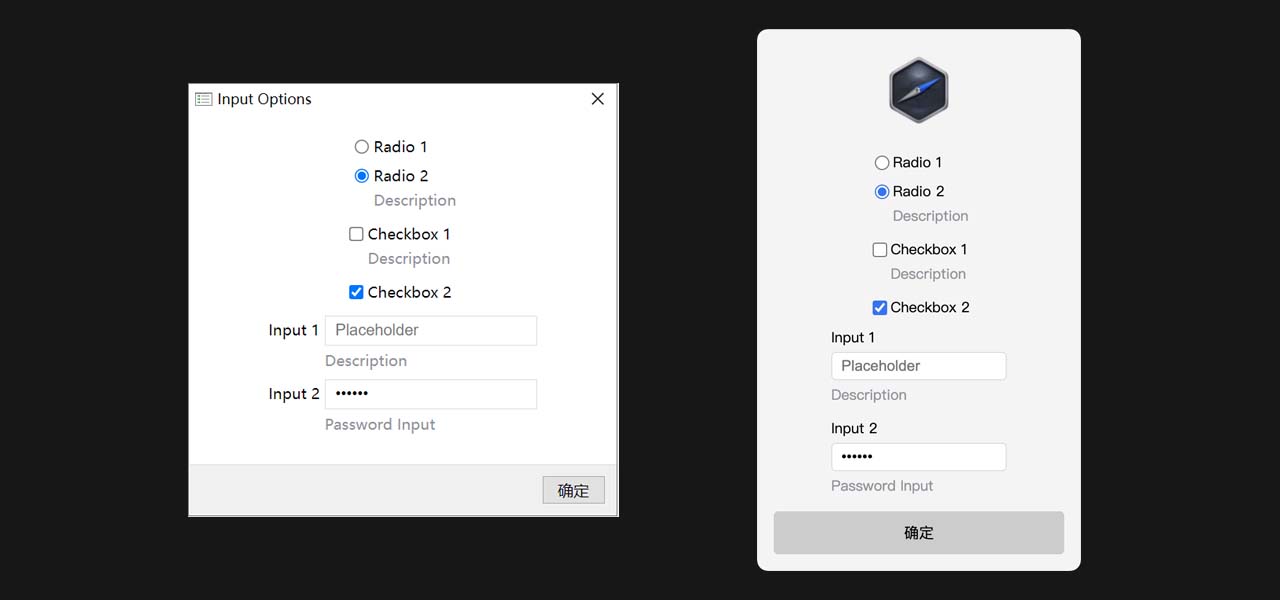 Input Options
Radio 1
Radio 2
Description
Checkbox 1
Description
Checkbox 2
Input 1 Placeholder
Description
Input 2 ••••••
Password Input
确定
Radio 1
Radio 2
Description
Checkbox 1
Description
Checkbox 2
Input 1
Placeholder
Description
Input 2
••••••
Password Input
确定